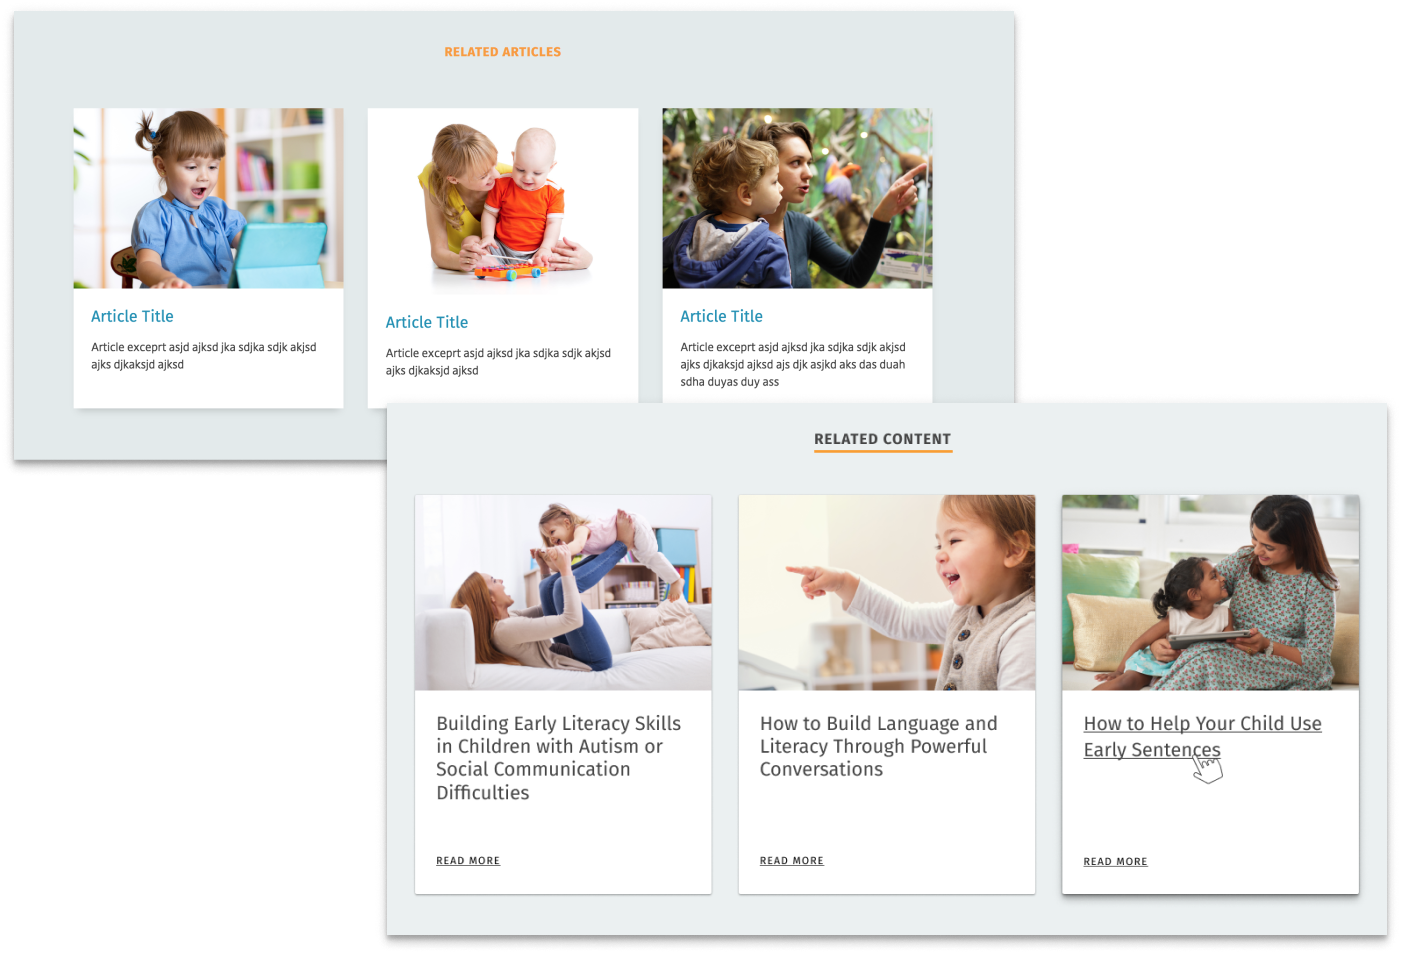 RELATED ARTICLES
Article Title
Article exceprt asjd ajksd jka sdjka sdjk akjsd
ajks djkaksjd ajksd
Article Title
Article exceprt asjd ajksd jka sdjka sdjk akjsd
ajks djkaksjd ajksd
Article Title
Article exceprt asjd ajksd jka sdjka sdjk akjsd
ajks djkaksjd ajksd ajs djk asjkd aks das duah
sdha duyas duy ass
RELATED CONTENT
Building Early Literacy Skills
in Children with Autism or
Social Communication
Difficulties
READ MORE
How to Build Language and
Literacy Through Powerful
Conversations
READ MORE
How to Help Your Child Use
Early Sentences
READ MORE